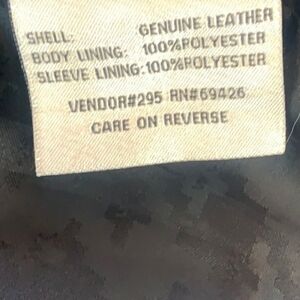 SHELL: GENUINE LEATHER
BODY LINING: 100%POLYESTER
SLEEVE LINING:100%POLYESTER
VENDOR#295 RN#69426
CARE ON REVERSE